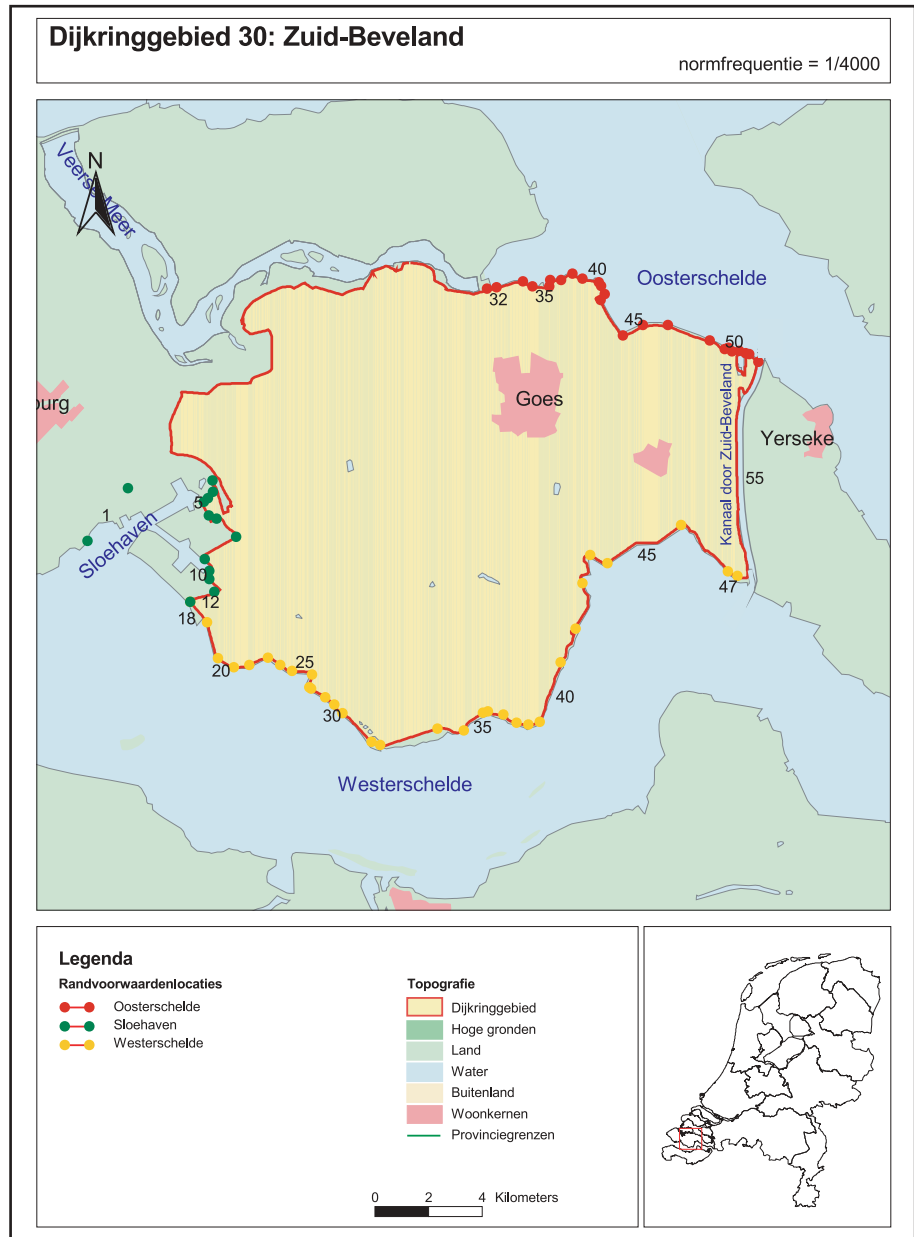 Dijkringgebied 30: Zuid-Beveland
normfrequentie = 1/4000
N
Veerse Meer
Oosterschelde
40
32
35
45
50
Goes
Kanaal door Zuid-Beveland
Yerseke
burg
55
5
1
Sloehaven
10
12
18
45
47
20
25
30
35
40
Westerschelde
Legenda
Randvoorwaardenlocaties
Oosterschelde
Sloehaven
Westerschelde
Topografie
Dijkringgebied
Hoge gronden
Land
Water
Buitenland
Woonkernen
Provinciegrenzen
0 2 4 Kilometers